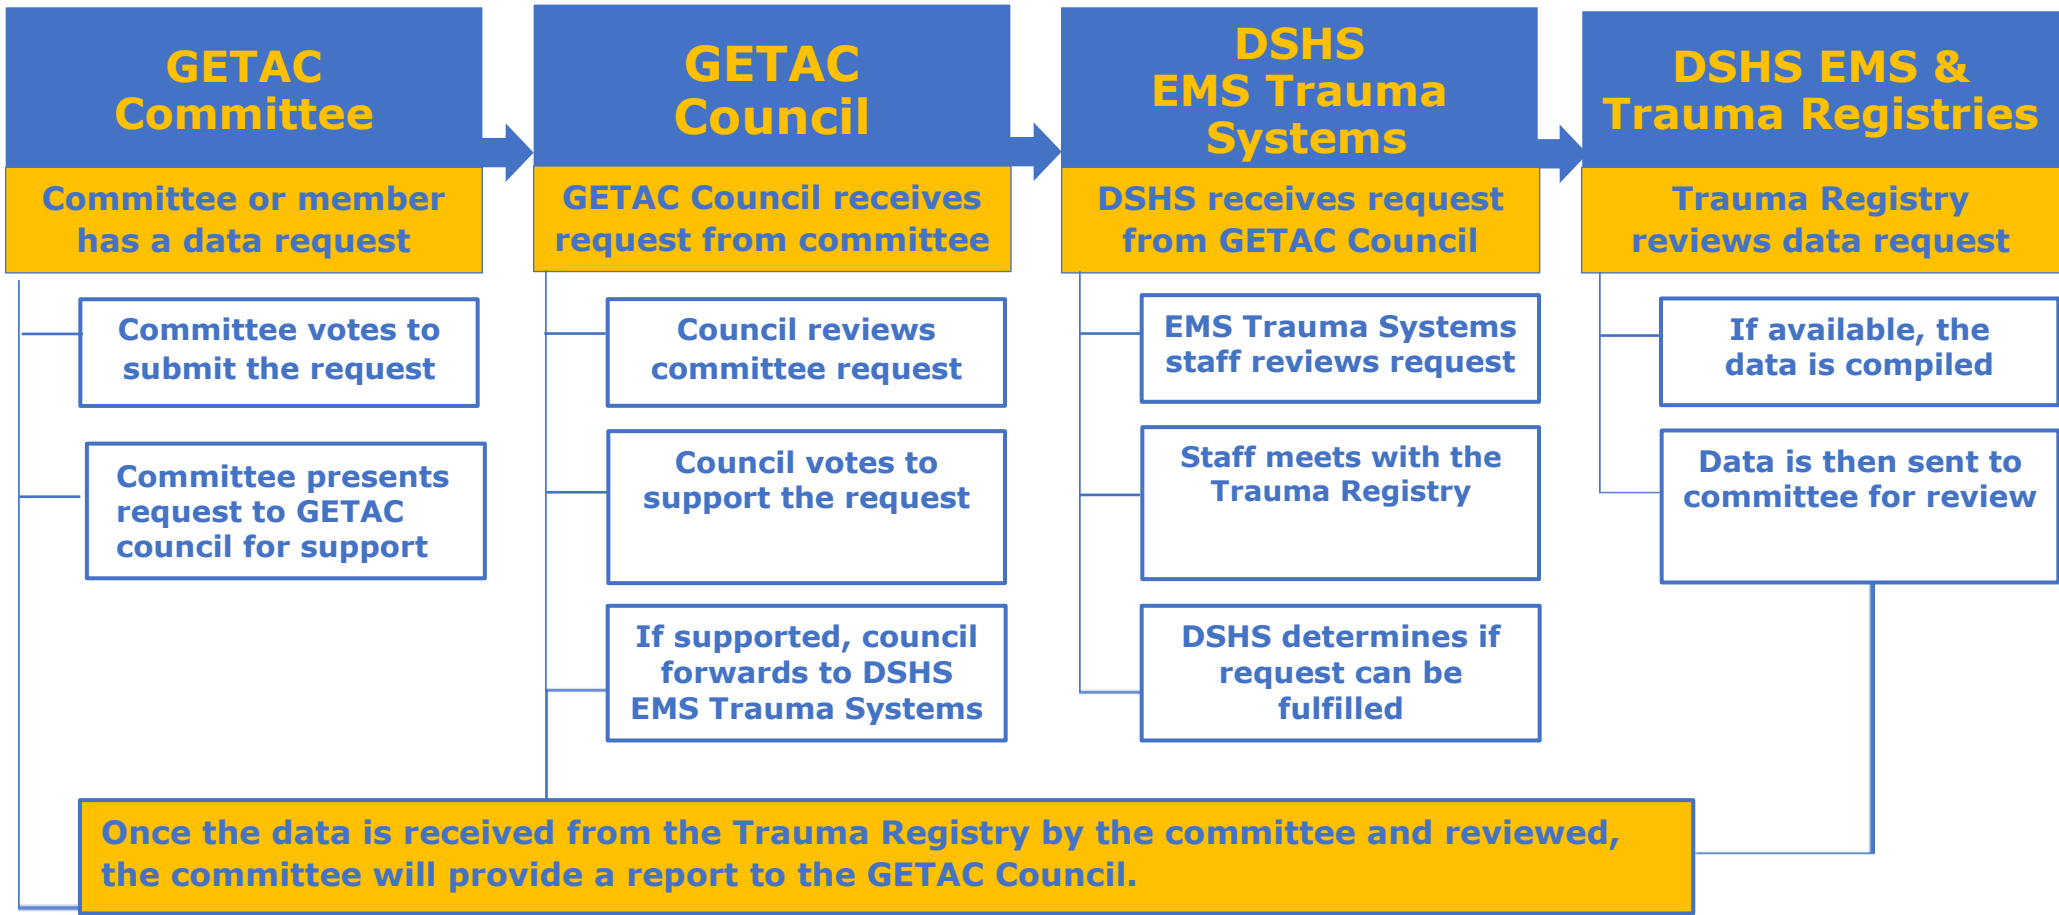 GETAC
Committee
Committee or member
has a data request
Committee votes to
submit the request
Committee presents
request to GETAC
council for support
GETAC
Council
GETAC Council receives
request from committee
Council reviews
committee request
Council votes to
support the request
If supported, council
forwards to DSHS
EMS Trauma Systems
DSHS
EMS Trauma
Systems
DSHS receives request
from GETAC Council
EMS Trauma Systems
staff reviews request
Staff meets with the
Trauma Registry
DSHS determines if
request can be
fulfilled
DSHS EMS &
Trauma Registries
Trauma Registry
reviews data request
If available, the
data is compiled
Data is then sent to
committee for review
Once the data is received from the Trauma Registry by the committee and reviewed,
the committee will provide a report to the GETAC Council.